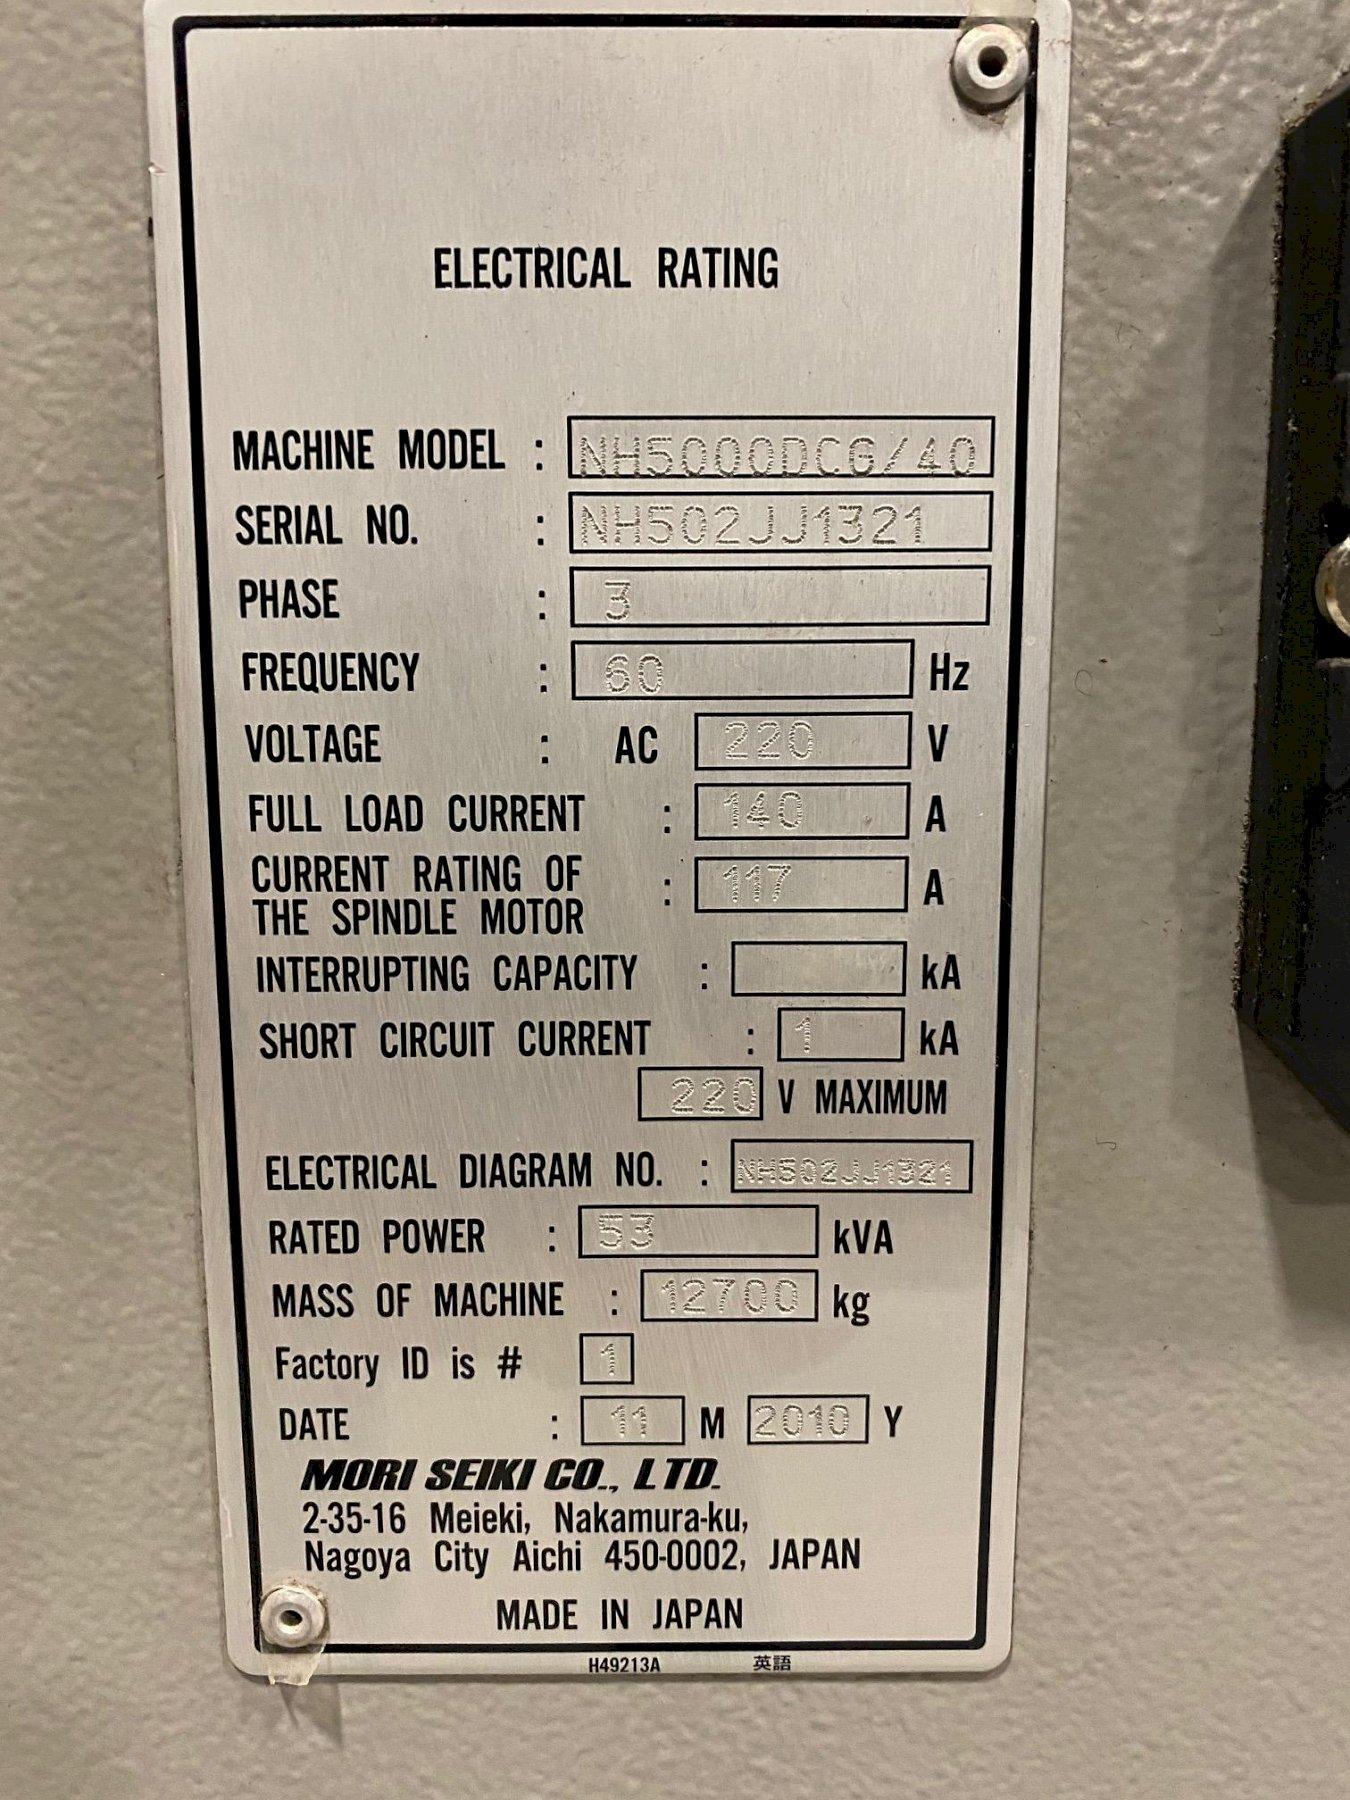 ELECTRICAL RATING
MACHINE MODEL : NH5000DCG/40
SERIAL NO. : NH502JJ1321
PHASE : 3
FREQUENCY : 60 Hz
VOLTAGE : AC 220 V
FULL LOAD CURRENT : 140 A
CURRENT RATING OF
THE SPINDLE MOTOR : 117 A
INTERRUPTING CAPACITY : kA
SHORT CIRCUIT CURRENT : 1 kA
220 V MAXIMUM
ELECTRICAL DIAGRAM NO. : NH502JJ1321
RATED POWER : 53 kVA
MASS OF MACHINE : 12700 kg
Factory ID is # 1
DATE : 11 M 2010 Y
MORI SEIKI CO., LTD.
2-35-16 Meieki, Nakamura-ku,
Nagoya City Aichi 450-0002, JAPAN
MADE IN JAPAN
H49213A 英語